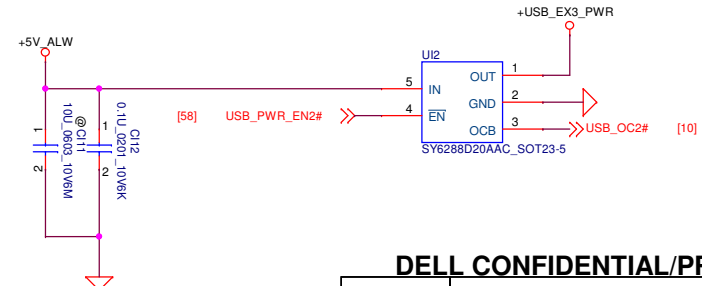 +USB_EX3_PWR
+5V_ALW
UI2
5
IN
OUT
1
[58]
USB_PWR_EN2#
4
EN
GND
2
OCB
3
USB_OC2#
[10]
SY6288D20AAC_SOT23-5
1
2
@CI11
10U_0603_10V6M
1
2
CI12
0.1U_0201_10V6K
DELL CONFIDENTIAL/PR